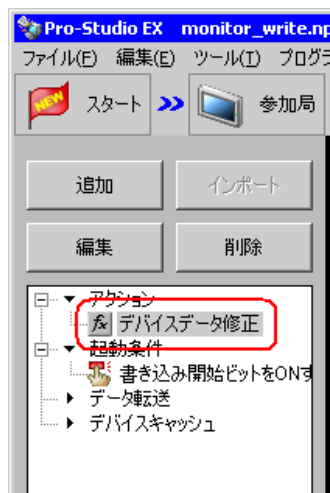 Pro-Studio EX monitor_write.np
ファイル(F) 編集(E) ツール(T) プログラ
NEW スタート 参加局
追加 インポート
編集 削除
アクション
fx デバイスデータ修正
起動条件
書き込み開始ビットをONす
データ転送
デバイスキャッシュ